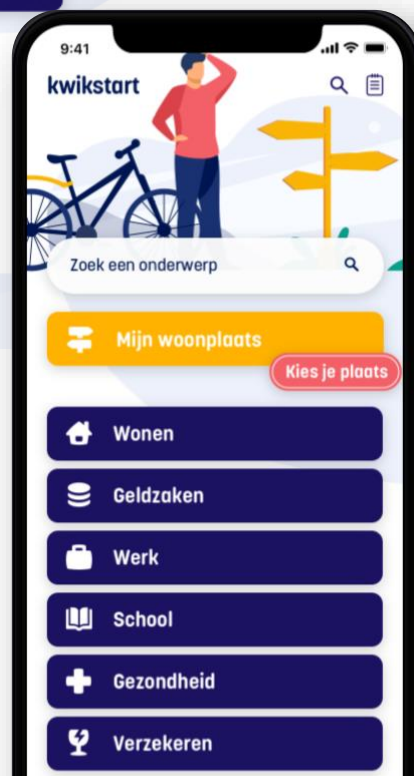 9:41
kwikstart
Zoek een onderwerp
Mijn woonplaats
Kies je plaats
Wonen
Geldzaken
Werk
School
Gezondheid
Verzekeren